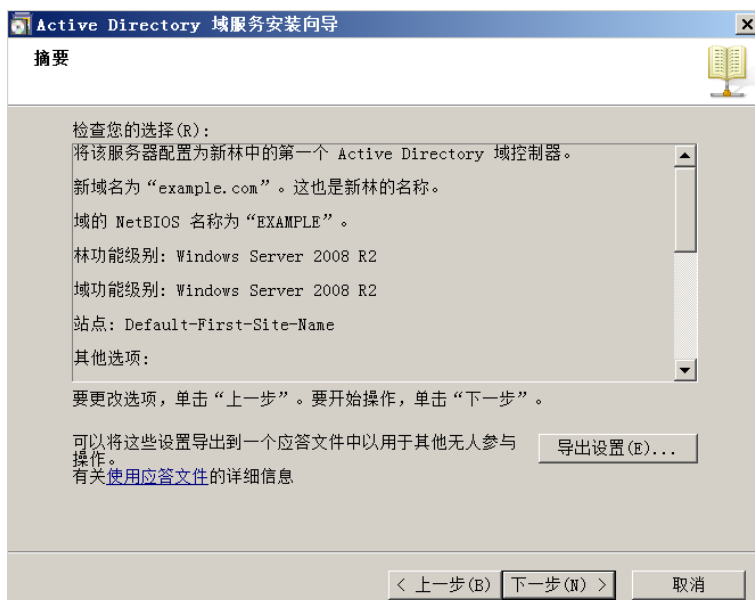 Active Directory 域服务安装向导
摘要
检查您的选择(R):
将该服务器配置为新林中的第一个 Active Directory 域控制器。
新域名为“example.com”。这也是新林的名称。
域的 NetBIOS 名称为“EXAMPLE”。
林功能级别: Windows Server 2008 R2
域功能级别: Windows Server 2008 R2
站点: Default-First-Site-Name
其他选项:
要更改选项，单击“上一步”。要开始操作，单击“下一步”。
可以将这些设置导出到一个应答文件中以用于其他无人参与
操作。
导出设置(E)...
有关使用应答文件的详细信息
< 上一步(B) 下一步(N) > 取消